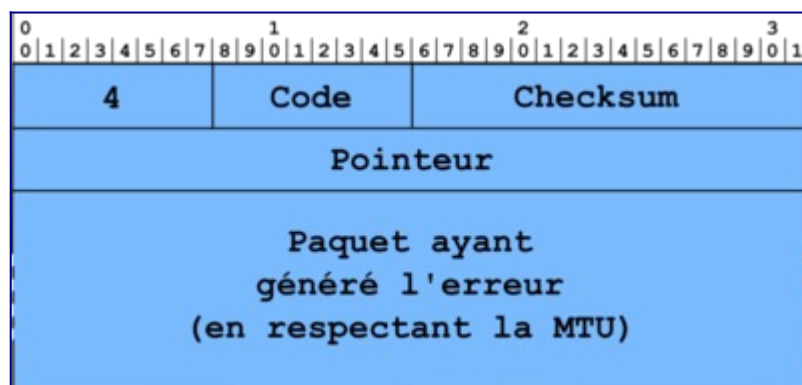 0 1 2 3
0|1|2|3|4|5|6|7|8|9|0|1|2|3|4|5|6|7|8|9|0|1|2|3|4|5|6|7|8|9|0|1
4 Code Checksum
Pointeur
Paquet ayant
généré l'erreur
(en respectant la MTU)